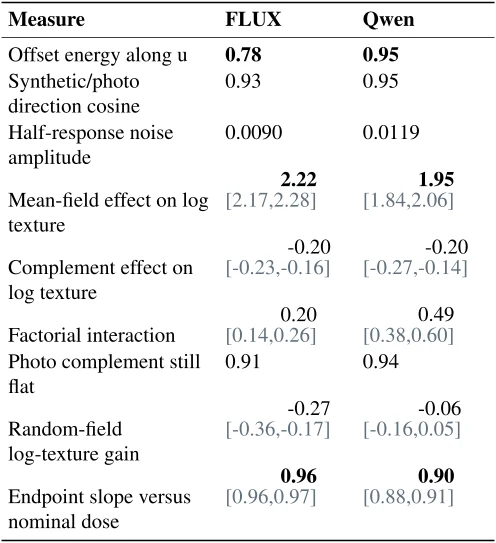 Measure FLUX Qwen
Offset energy along u 0.78 0.95
Synthetic/photo 0.93 0.95
direction cosine
Half-response noise 0.0090 0.0119
amplitude
2.22 1.95
Mean-field effect on log [2.17,2.28] [1.84,2.06]
texture
-0.20 -0.20
Complement effect on [-0.23,-0.16] [-0.27,-0.14]
log texture
0.20 0.49
Factorial interaction [0.14,0.26] [0.38,0.60]
Photo complement still 0.91 0.94
flat
-0.27 -0.06
Random-field [-0.36,-0.17] [-0.16,0.05]
log-texture gain
0.96 0.90
Endpoint slope versus [0.96,0.97] [0.88,0.91]
nominal dose